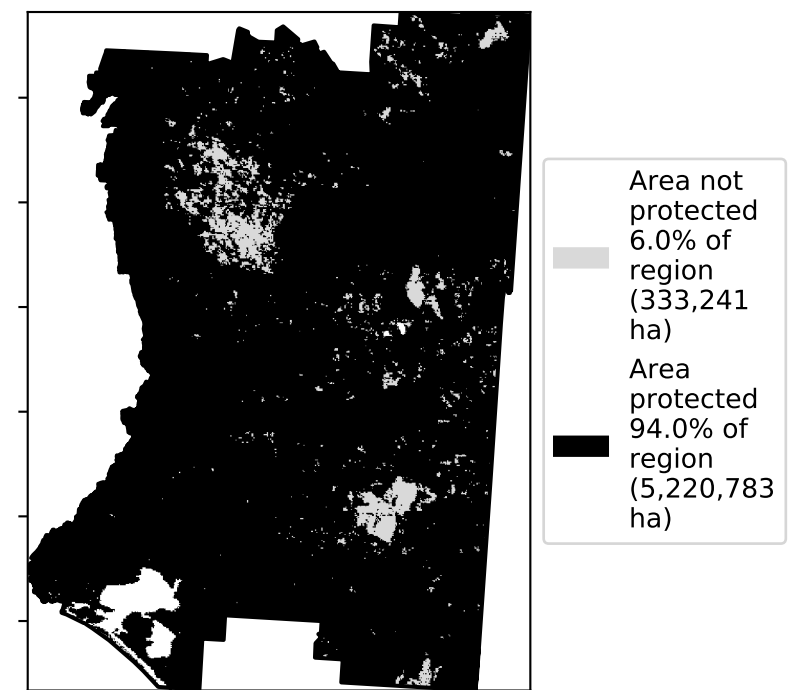 Area not
protected
6.0% of
region
(333,241
ha)
Area
protected
94.0% of
region
(5,220,783
ha)